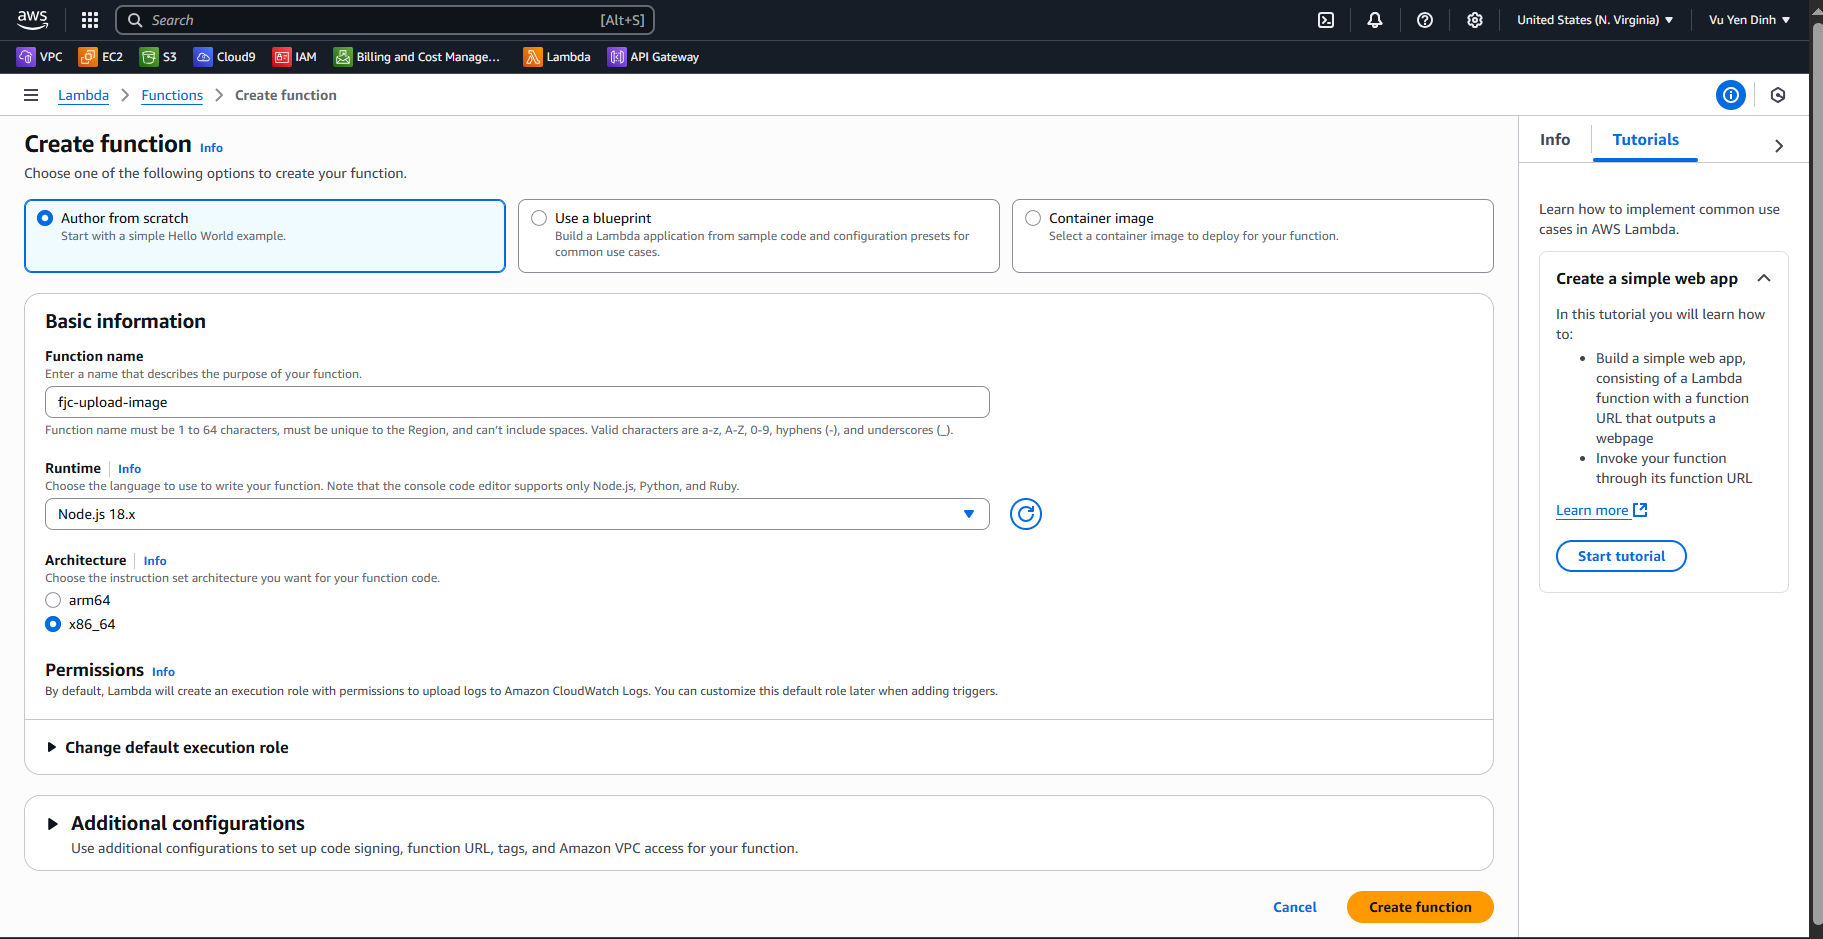 aws
Search [Alt+S]
United States (N. Virginia)
Vu Yen Dinh
VPC
EC2
S3
Cloud9
IAM
Billing and Cost Manage...
Lambda
API Gateway
Lambda
Functions
Create function
Create function Info
Choose one of the following options to create your function.
Author from scratch
Start with a simple Hello World example.
Use a blueprint
Build a Lambda application from sample code and configuration presets for
common use cases.
Container image
Select a container image to deploy for your function.
Basic information
Function name
Enter a name that describes the purpose of your function.
fjc-upload-image
Function name must be 1 to 64 characters, must be unique to the Region, and can't include spaces. Valid characters are a-z, A-Z, 0-9, hyphens (-), and underscores (_).
Runtime Info
Choose the language to use to write your function. Note that the console code editor supports only Node.js, Python, and Ruby.
Node.js 18.x
Architecture Info
Choose the instruction set architecture you want for your function code.
arm64
x86_64
Permissions Info
By default, Lambda will create an execution role with permissions to upload logs to Amazon CloudWatch Logs. You can customize this default role later when adding triggers.
Change default execution role
Additional configurations
Use additional configurations to set up code signing, function URL, tags, and Amazon VPC access for your function.
Cancel
Create function
Info
Tutorials
Learn how to implement common use
cases in AWS Lambda.
Create a simple web app
In this tutorial you will learn how
to:
• Build a simple web app,
consisting of a Lambda
function with a function
URL that outputs a
webpage
• Invoke your function
through its function URL
Learn more
Start tutorial